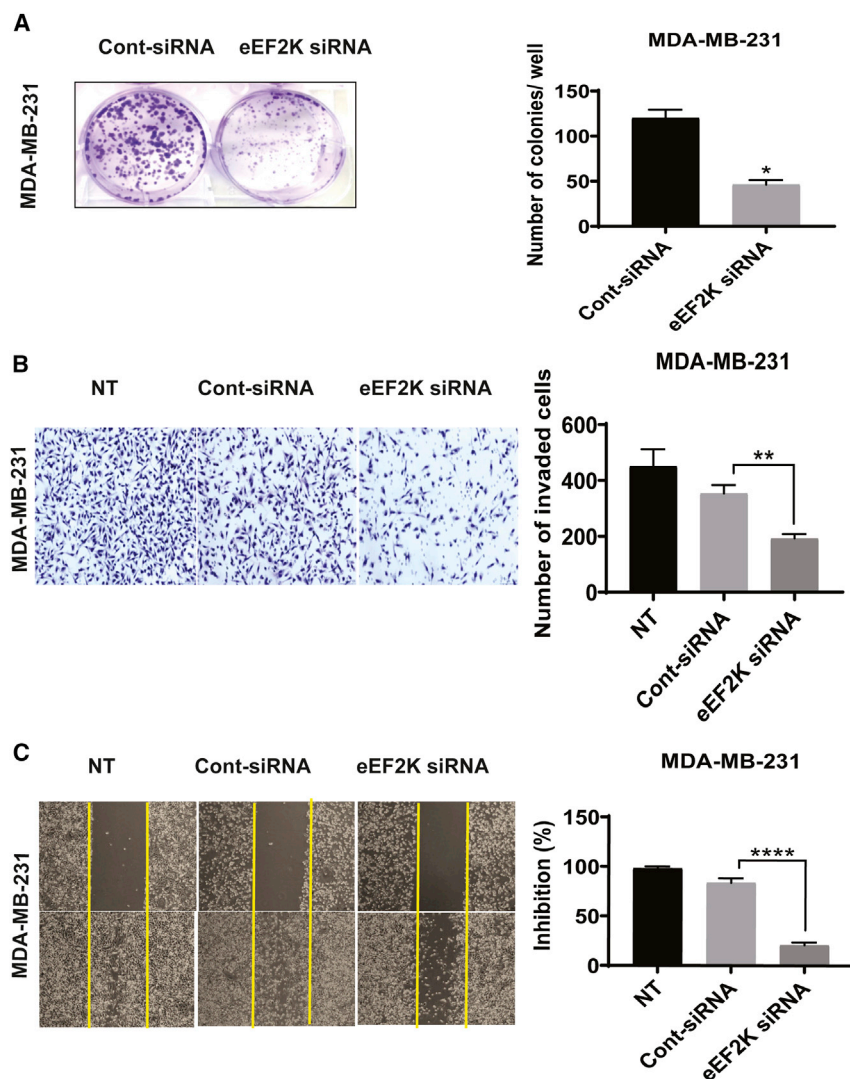 A
Cont-siRNA eEF2K siRNA
MDA-MB-231
MDA-MB-231
Number of colonies/ well
150
100
50
0
*
Cont-siRNA
eEF2K siRNA
B
NT Cont-siRNA eEF2K siRNA
MDA-MB-231
MDA-MB-231
Number of invaded cells
600
400
200
0
**
NT
Cont-siRNA
eEF2K siRNA
C
NT Cont-siRNA eEF2K siRNA
MDA-MB-231
MDA-MB-231
Inhibition (%)
100
50
0
****
NT
Cont-siRNA
eEF2K siRNA